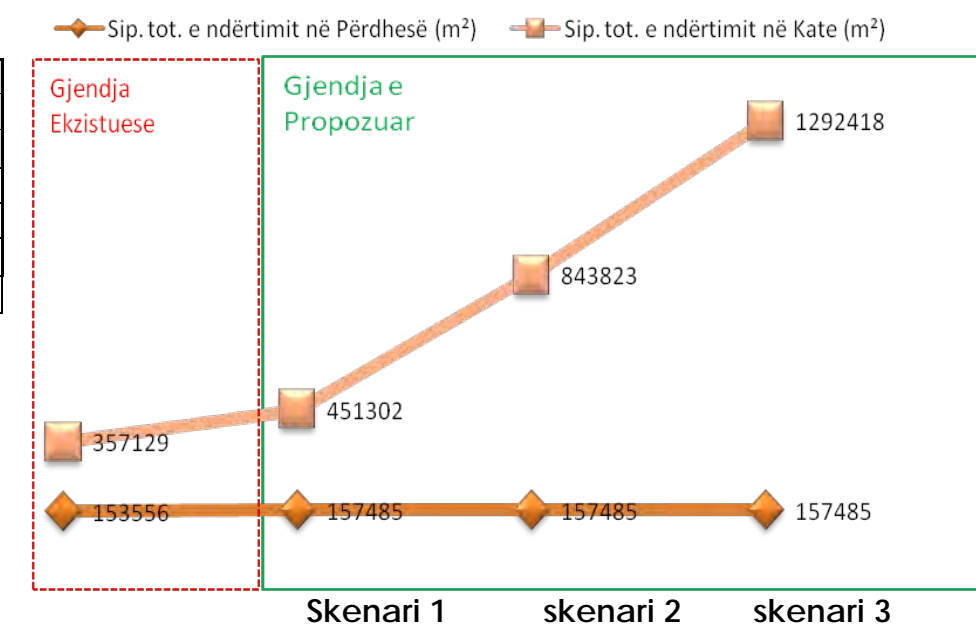 Sip. tot. e ndërtimit në Përdhesë (m²) Sip. tot. e ndërtimit në Kate (m²)
Gjendja
Ekzistuese
Gjendja e
Propozuar
1292418
843823
451302
357129
153556 157485 157485 157485
Skenari 1 skenari 2 skenari 3